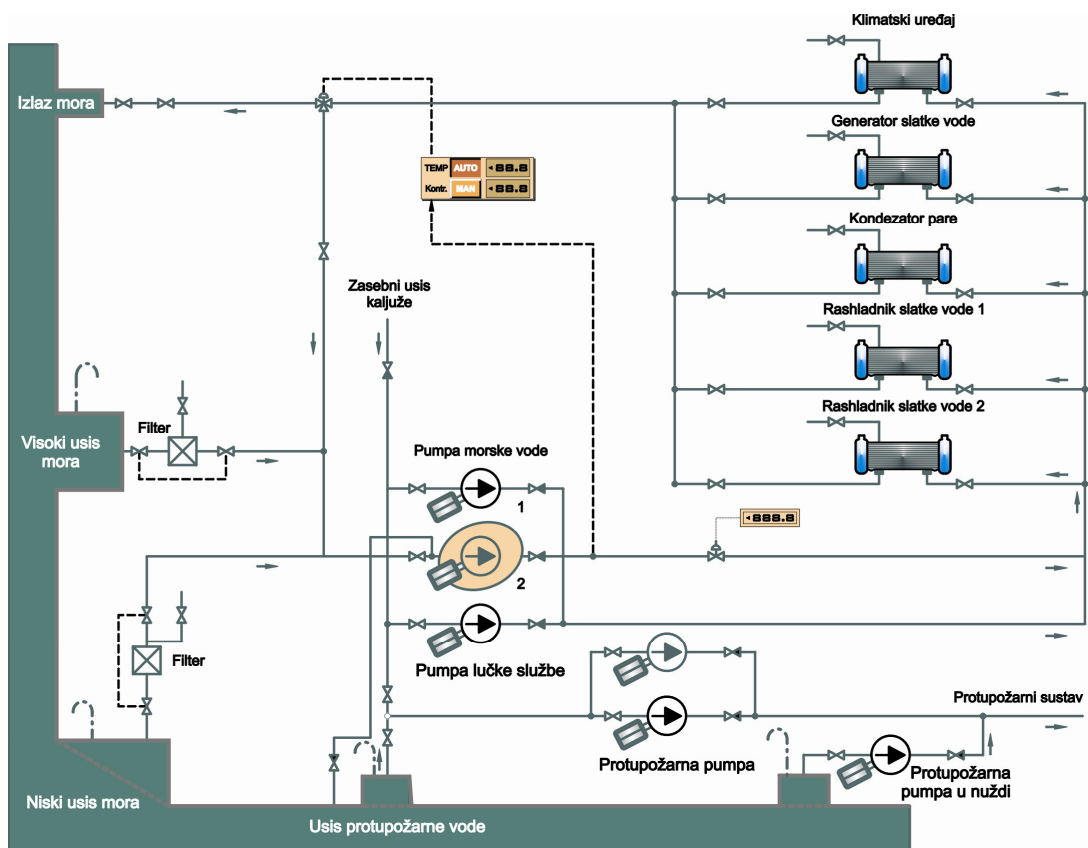 Klimatski uređaj
Izlaz mora
Generator slatke vode
TEMP AUTO 88.8
Kontr. MAN 88.8
Kondezator pare
Zasebni usis
kaljuže
Rashladnik slatke vode 1
Rashladnik slatke vode 2
Filter
Visoki usis
mora
Pumpa morske vode
1
888.8
2
Filter
Pumpa lučke službe
Protupožarni sustav
Protupožarna pumpa
Protupožarna
pumpa u nuždi
Niski usis mora
Usis protupožarne vode